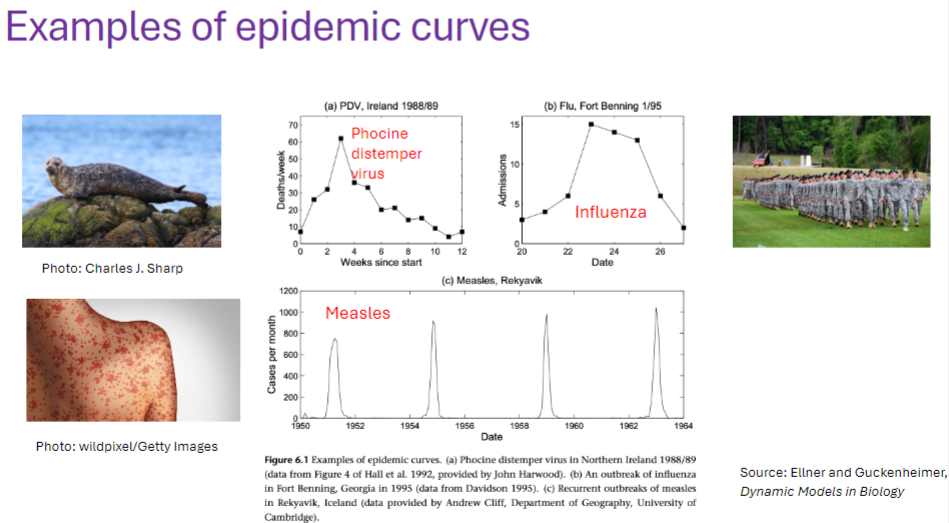 Examples of epidemic curves
(a) PDV, Ireland 1988/89
70
60
50
40
30
20
10
0
Deaths/week
Phocine
distemper
virus
0 2 4 6 8 10 12
Weeks since start
(b) Flu, Fort Benning 1/95
15
10
5
0
Admissions
Influenza
20 22 24 26
Date
Photo: Charles J. Sharp
(c) Measles, Rekyavik
1200
1000
800
600
400
200
0
Cases per month
Measles
1950 1952 1954 1956 1958 1960 1962 1964
Date
Photo: wildpixel/Getty Images
Figure 6.1 Examples of epidemic curves. (a) Phocine distemper virus in Northern Ireland 1988/89
(data from Figure 4 of Hall et al. 1992, provided by John Harwood). (b) An outbreak of influenza
in Fort Benning, Georgia in 1995 (data from Davidson 1995). (c) Recurrent outbreaks of measles
in Rekyavik, Iceland (data provided by Andrew Cliff, Department of Geography, University of
Cambridge).
Source: Ellner and Guckenheimer,
Dynamic Models in Biology